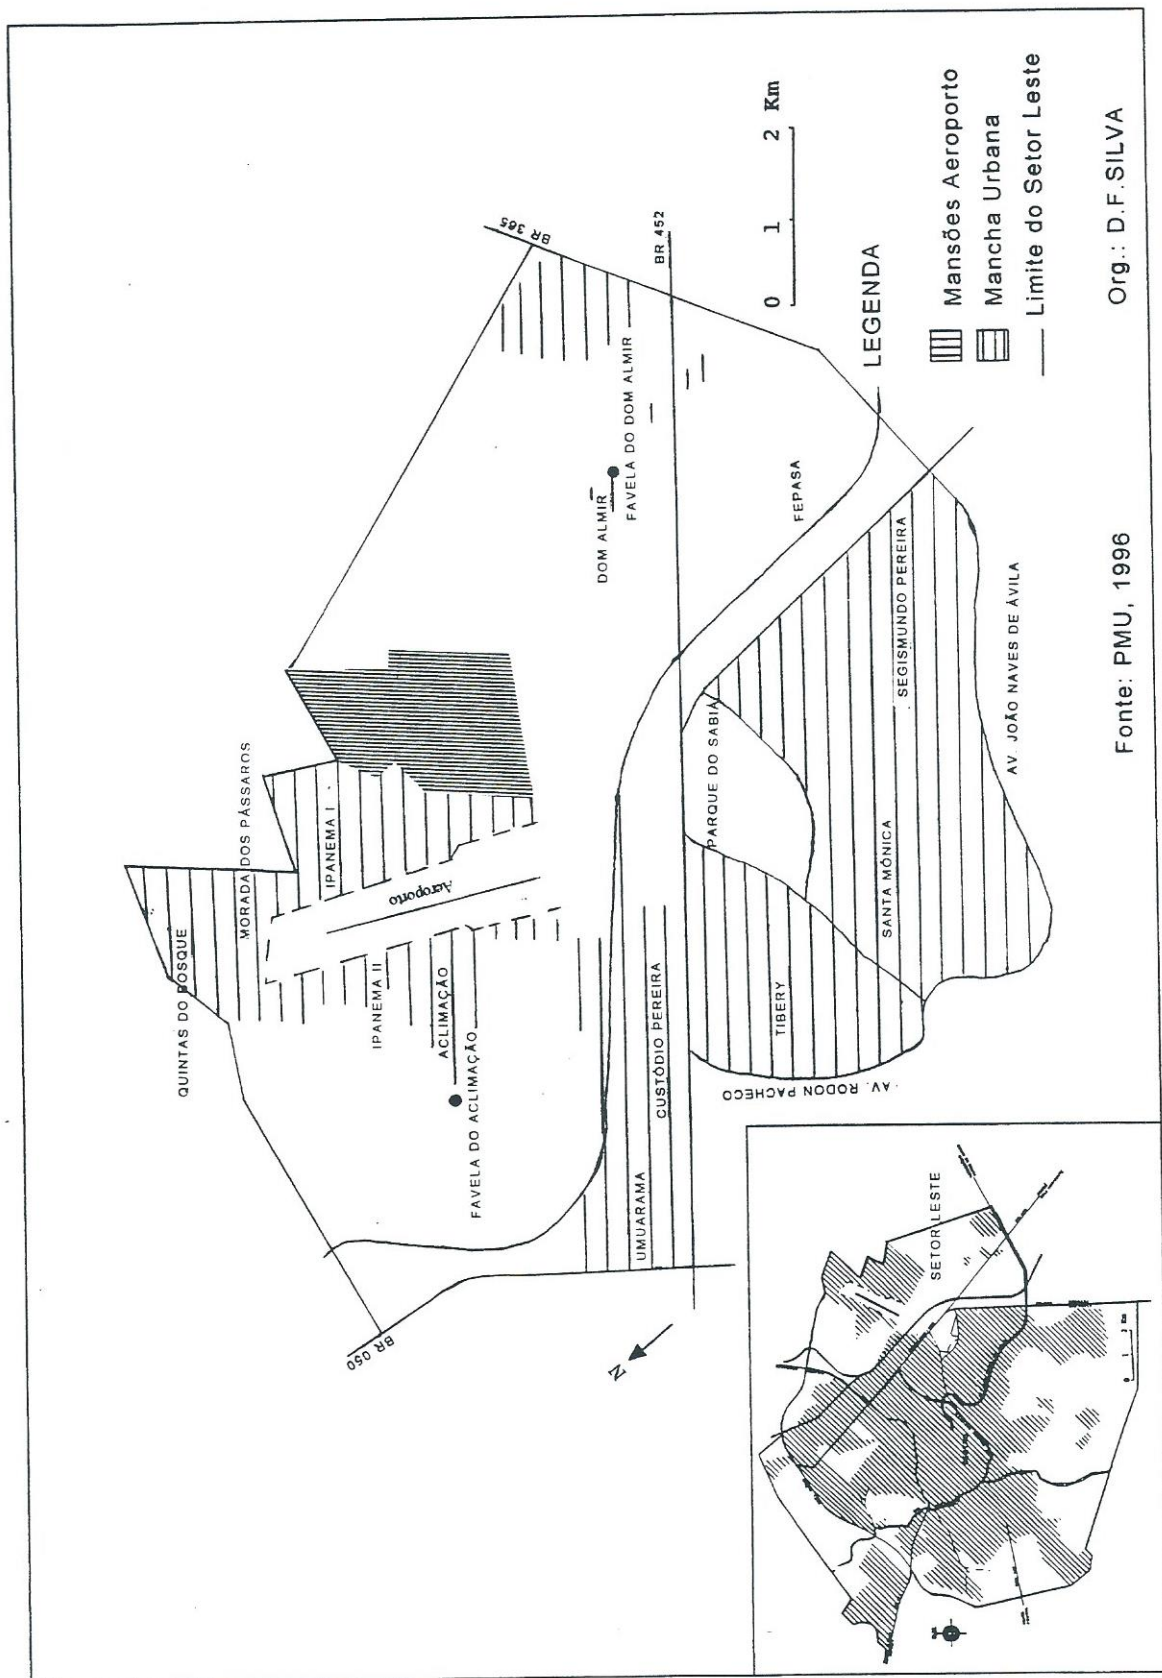 QUINTAS DO BOSQUE
MORADA DOS PÁSSAROS
IPANEMA I
Aeroporto
IPANEMA II
ACLIMAÇÃO
FAVELA DO ACLIMAÇÃO
BR 050
N
BR 365
DOM ALMIR
FAVELA DO DOM ALMIR
BR 452
UMUARAMA
CUSTÓDIO PEREIRA
PARQUE DO SABIÁ
FEPASA
TIBERY
SANTA MÔNICA
SEGISMUNDO PEREIRA
AV. RODON PACHECO
AV. JOÃO NAVES DE ÁVILA
0 1 2 Km
LEGENDA
Mansões Aeroporto
Mancha Urbana
Limite do Setor Leste
SETOR LESTE
Fonte: PMU, 1996
Org.: D.F.SILVA